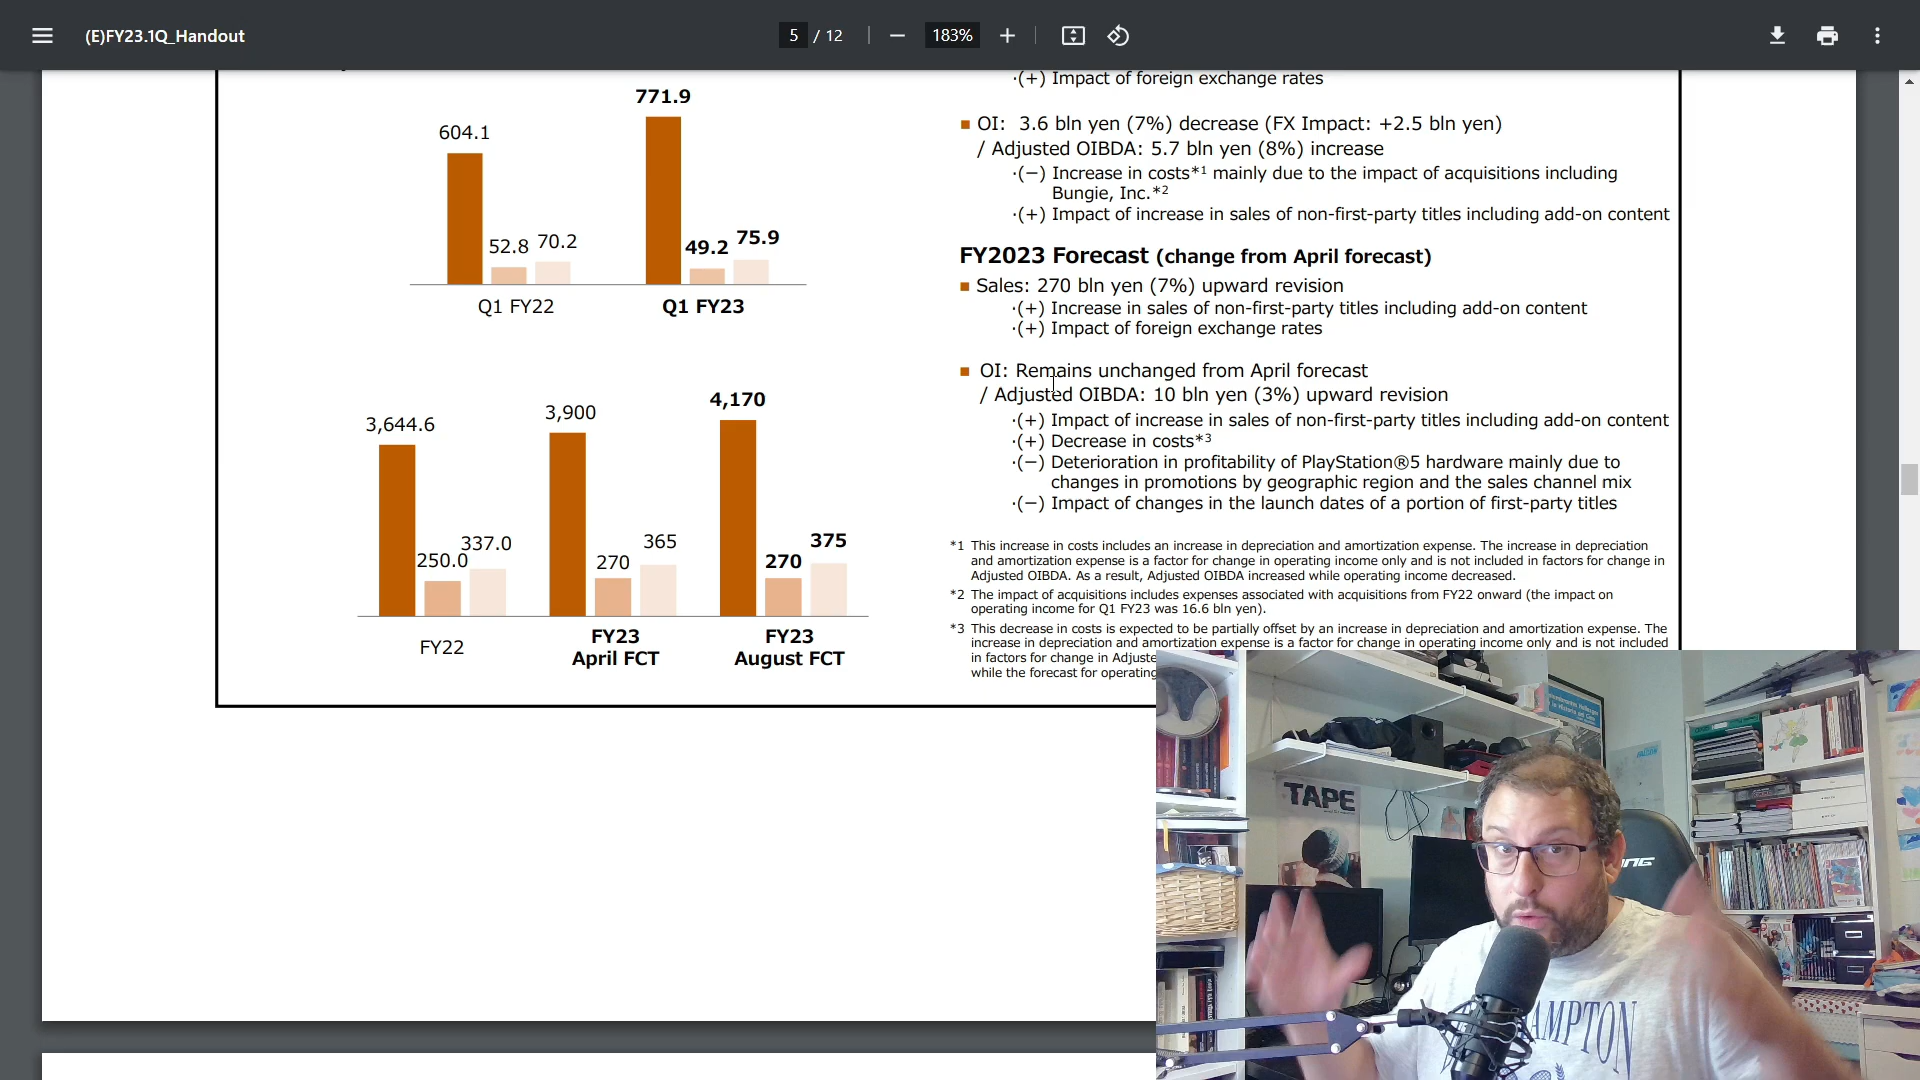 (E)FY23.1Q_Handout
5 / 12
183%
·(+) Impact of foreign exchange rates
■ OI: 3.6 bln yen (7%) decrease (FX Impact: +2.5 bln yen)
/ Adjusted OIBDA: 5.7 bln yen (8%) increase
·(−) Increase in costs*1 mainly due to the impact of acquisitions including
Bungie, Inc.*2
·(+) Impact of increase in sales of non-first-party titles including add-on content
FY2023 Forecast (change from April forecast)
■ Sales: 270 bln yen (7%) upward revision
·(+) Increase in sales of non-first-party titles including add-on content
·(+) Impact of foreign exchange rates
■ OI: Remains unchanged from April forecast
/ Adjusted OIBDA: 10 bln yen (3%) upward revision
·(+) Impact of increase in sales of non-first-party titles including add-on content
·(+) Decrease in costs*3
·(−) Deterioration in profitability of PlayStation®5 hardware mainly due to
changes in promotions by geographic region and the sales channel mix
·(−) Impact of changes in the launch dates of a portion of first-party titles
*1 This increase in costs includes an increase in depreciation and amortization expense. The increase in depreciation
and amortization expense is a factor for change in operating income only and is not included in factors for change in
Adjusted OIBDA. As a result, Adjusted OIBDA increased while operating income decreased.
*2 The impact of acquisitions includes expenses associated with acquisitions from FY22 onward (the impact on
operating income for Q1 FY23 was 16.6 bln yen).
*3 This decrease in costs is expected to be partially offset by an increase in depreciation and amortization expense. The
increase in depreciation and amortization expense is a factor for change in operating income only and is not included
in factors for change in Adjuste
while the forecast for operating
604.1
52.8
70.2
Q1 FY22
771.9
49.2
75.9
Q1 FY23
3,644.6
250.0
337.0
FY22
3,900
270
365
FY23
April FCT
4,170
270
375
FY23
August FCT
TAPE
AMPTON